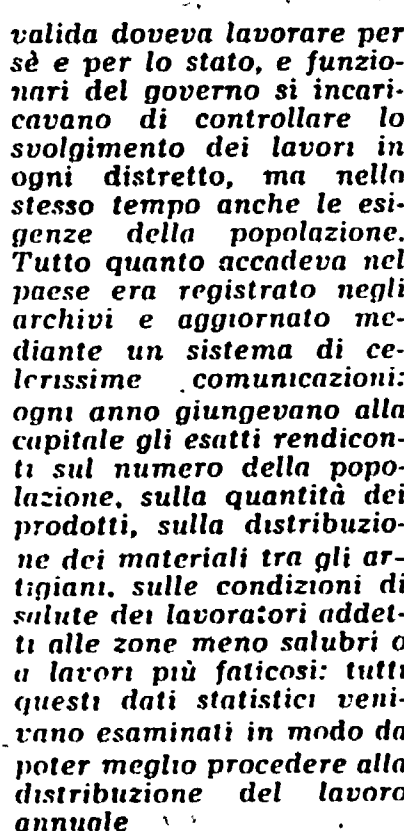 valida doveva lavorare per
sè e per lo stato, e funzio-
nari del governo si incari-
cavano di controllare lo
svolgimento dei lavori in
ogni distretto, ma nello
stesso tempo anche le esi-
genze della popolazione.
Tutto quanto accadeva nel
paese era registrato negli
archivi e aggiornato me-
diante un sistema di ce-
lerissime comunicazioni:
ogni anno giungevano alla
capitale gli esatti rendicon-
ti sul numero della popo-
lazione, sulla quantità dei
prodotti, sulla distribuzio-
ne dei materiali tra gli ar-
tigiani, sulle condizioni di
salute dei lavoratori addet-
ti alle zone meno salubri o
a lavori più faticosi: tutti
questi dati statistici veni-
vano esaminati in modo da
poter meglio procedere alla
distribuzione del lavoro
annuale